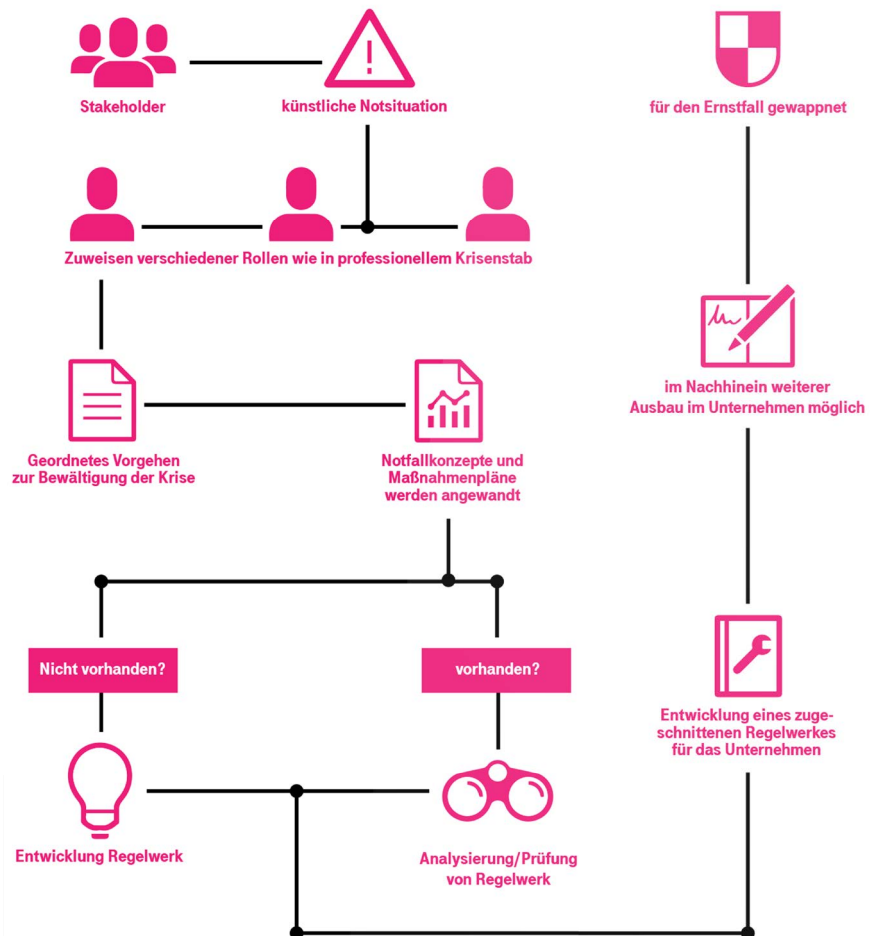 Stakeholder
künstliche Notsituation
Zuweisen verschiedener Rollen wie in professionellem Krisenstab
Geordnetes Vorgehen
zur Bewältigung der Krise
Notfallkonzepte und
Maßnahmenpläne
werden angewandt
Nicht vorhanden?
vorhanden?
Entwicklung Regelwerk
Analysierung/Prüfung
von Regelwerk
für den Ernstfall gewappnet
im Nachhinein weiterer
Ausbau im Unternehmen möglich
Entwicklung eines zuge-
schnittenen Regelwerkes
für das Unternehmen